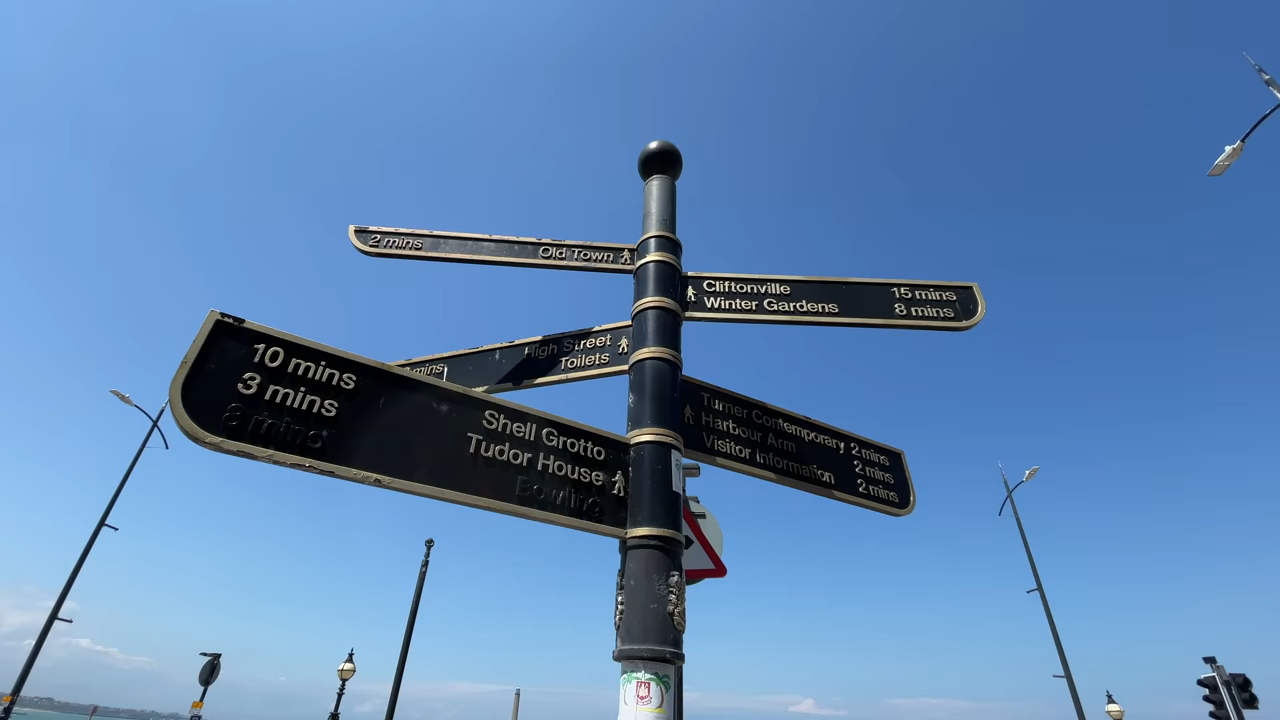 2 mins Old Town
Cliftonville 15 mins
Winter Gardens 8 mins
High Street
mins Toilets
10 mins Shell Grotto
3 mins Tudor House
8 mins Bowling
Turner Contemporary 2 mins
Harbour Arm 2 mins
Visitor Information 2 mins